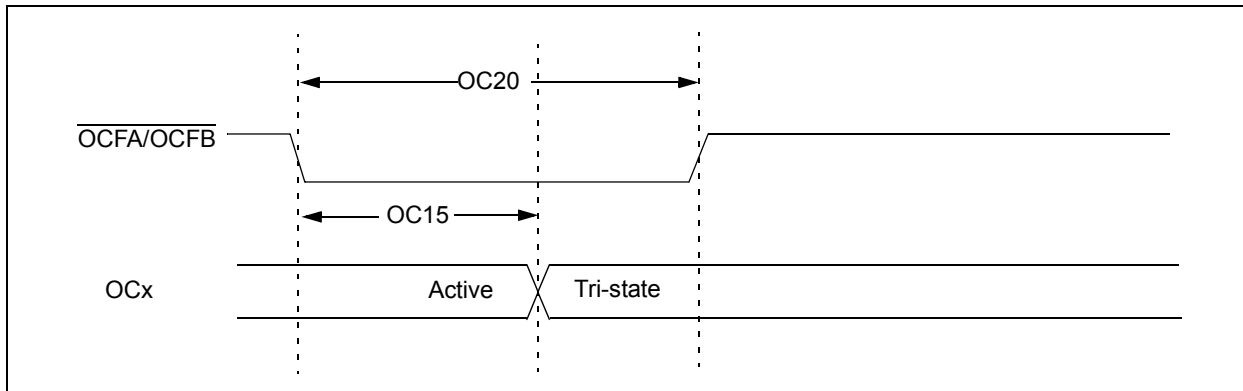 OC20
OCFA/OCFB
OC15
OCx
Active
Tri-state